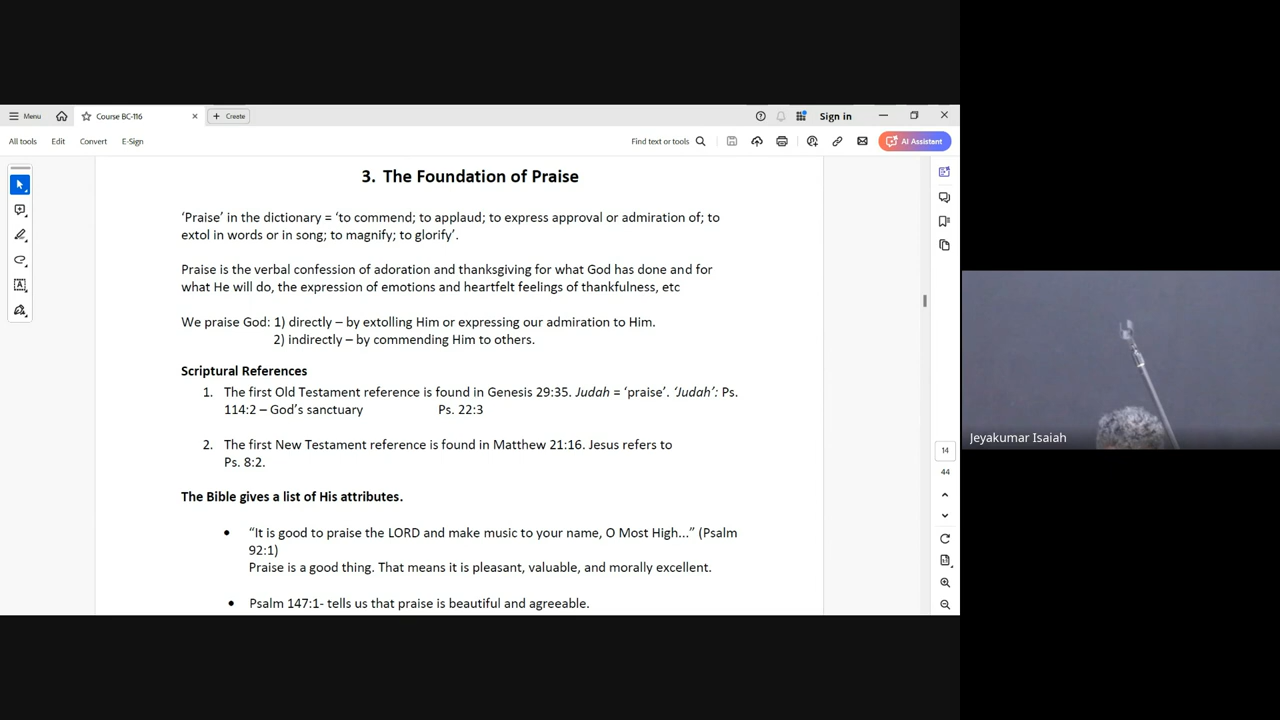 Menu
Course BC-116
Create
Sign in
All tools
Edit
Convert
E-Sign
Find text or tools
AI Assistant
3. The Foundation of Praise
‘Praise’ in the dictionary = ‘to commend; to applaud; to express approval or admiration of; to
extol in words or in song; to magnify; to glorify’.
Praise is the verbal confession of adoration and thanksgiving for what God has done and for
what He will do, the expression of emotions and heartfelt feelings of thankfulness, etc
We praise God: 1) directly – by extolling Him or expressing our admiration to Him.
2) indirectly – by commending Him to others.
Scriptural References
1. The first Old Testament reference is found in Genesis 29:35. Judah = ‘praise’. ‘Judah’: Ps.
114:2 – God’s sanctuary Ps. 22:3
2. The first New Testament reference is found in Matthew 21:16. Jesus refers to
Ps. 8:2.
The Bible gives a list of His attributes.
• “It is good to praise the LORD and make music to your name, O Most High...” (Psalm
92:1)
Praise is a good thing. That means it is pleasant, valuable, and morally excellent.
• Psalm 147:1- tells us that praise is beautiful and agreeable.
14
44
Jeyakumar Isaiah